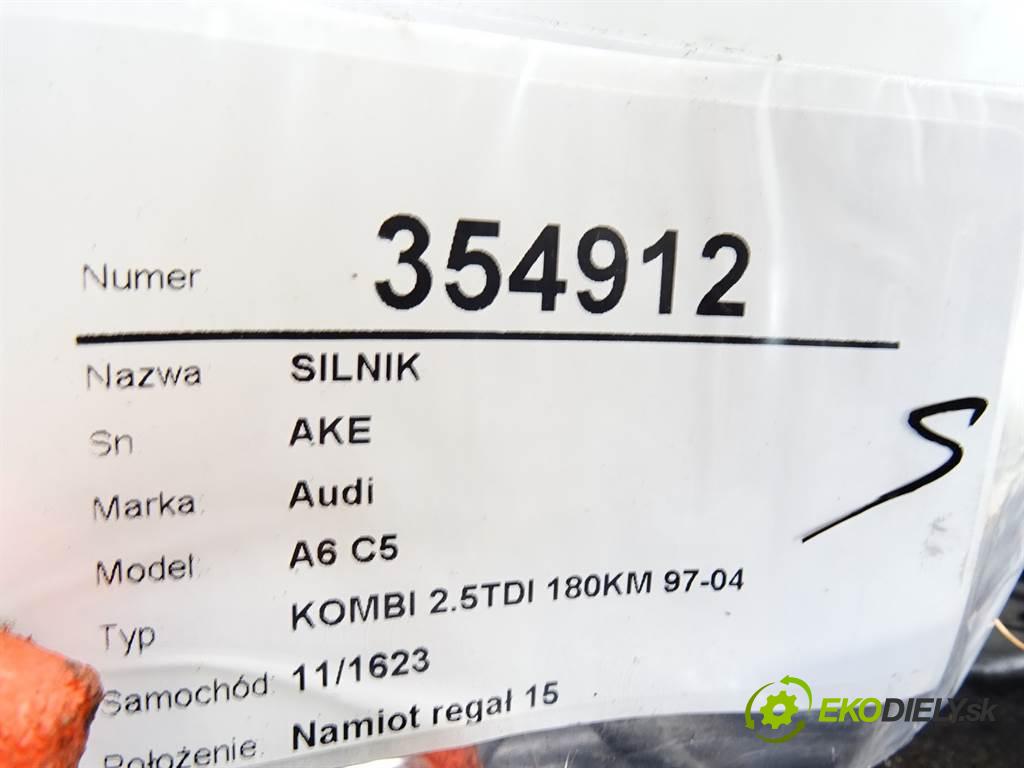 Numer 354912
Nazwa SILNIK
Sn AKE
Marka Audi
Model A6 C5
Typ KOMBI 2.5TDI 180KM 97-04
Samochód: 11/1623
Położenie: Namiot regał 15
S
EKODIELY.sk